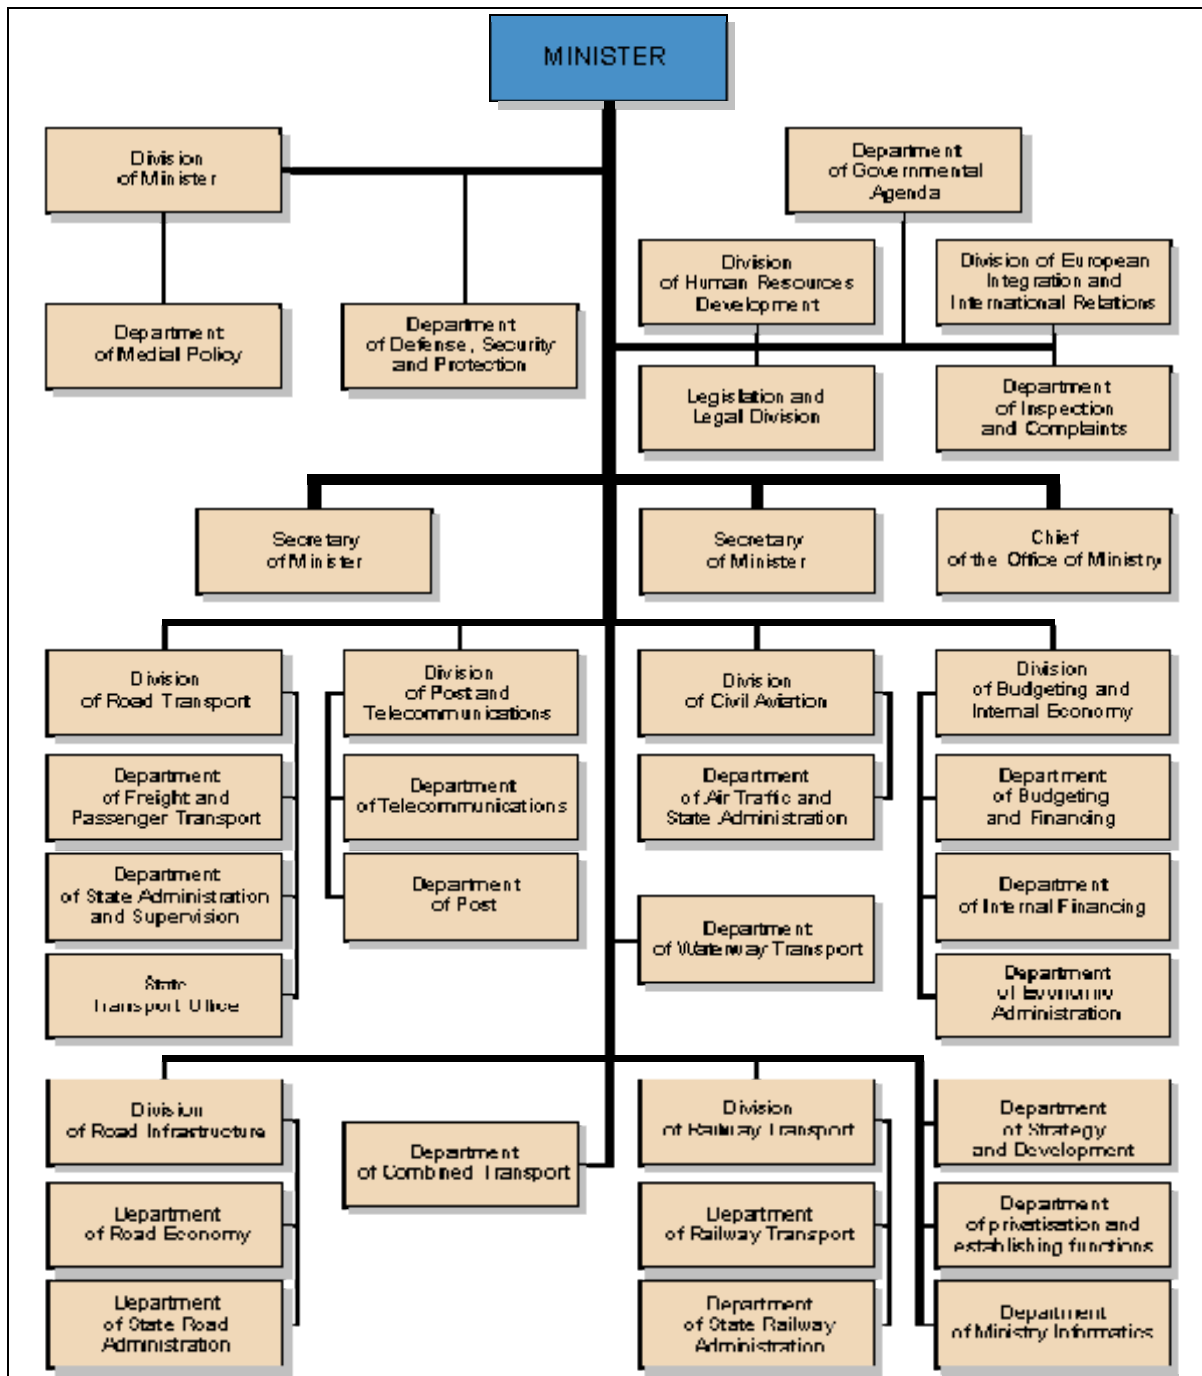 MINISTER
Division
of Minister
Department
of Governmental
Agenda
Division
of Human Resources
Development
Division of European
Integration and
International Relations
Department
of Medial Policy
Department
of Defense, Security
and Protection
Legislation and
Legal Division
Department
of Inspection
and Complaints
Secretary
of Minister
Secretary
of Minister
Chief
of the Office of Ministry
Division
of Road Transport
Division
of Post and
Telecommunications
Division
of Civil Aviation
Division
of Budgeting and
Internal Economy
Department
of Freight and
Passenger Transport
Department
of Telecommunications
Department
of Air Traffic and
State Administration
Department
of Budgeting
and Financing
Department
of State Administration
and Supervision
Department
of Post
Department
of Waterway Transport
Department
of Internal Financing
State
Transport Office
Department
of Economic
Administration
Division
of Road Infrastructure
Department
of Combined Transport
Division
of Railway Transport
Department
of Strategy
and Development
Department
of Road Economy
Department
of Railway Transport
Department
of privatisation and
establishing functions
Department
of State Road
Administration
Department
of State Railway
Administration
Department
of Ministry Informatics